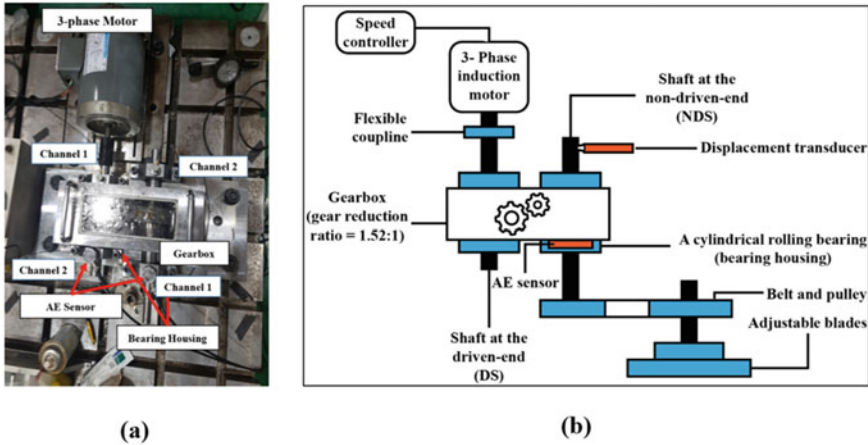 3-phase Motor
Channel 1
Channel 2
Gearbox
Channel 2
Channel 1
AE Sensor
Bearing Housing
(a)
Speed
controller
3- Phase
induction
motor
Shaft at the
non-driven-end
(NDS)
Flexible
coupline
Displacement transducer
Gearbox
(gear reduction
ratio = 1.52:1)
A cylindrical rolling bearing
(bearing housing)
AE sensor
Belt and pulley
Shaft at the
driven-end
(DS)
Adjustable blades
(b)